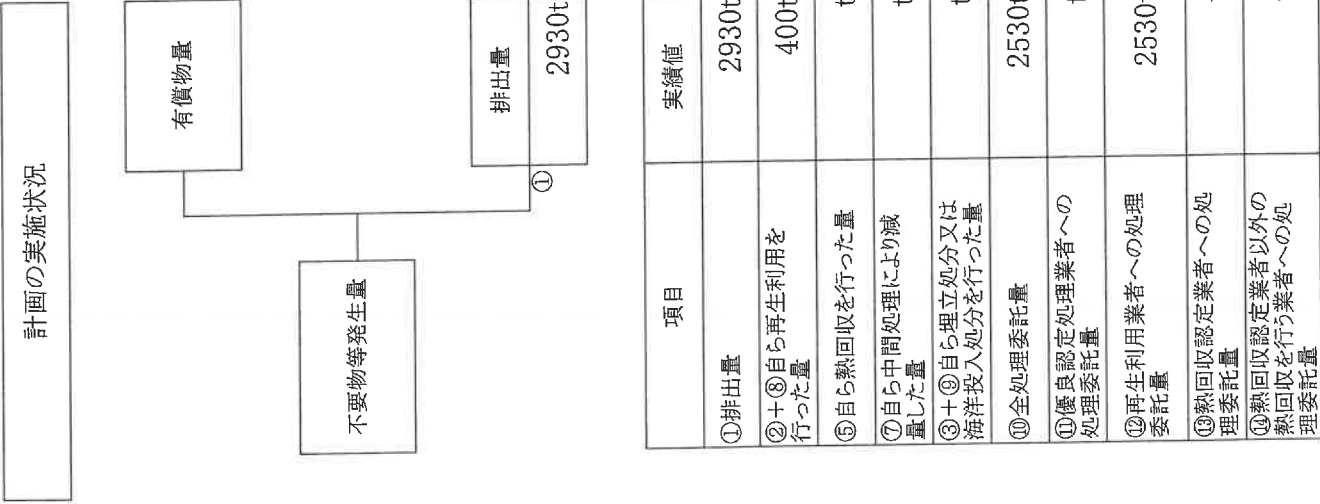 計画の実施状況
有償物量
不要物等発生量
排出量
①
2930t
項目
実績値
①排出量
2930t
②+⑧自ら再生利用を
行った量
400t
⑤自ら熱回収を行った量
t
⑦自ら中間処理により減
量した量
t
③+⑨自ら埋立処分又は
海洋投入処分を行った量
t
⑩全処理委託量
2530t
⑪優良認定処理業者への
処理委託量
t
⑫再生利用業者への処理
委託量
2530t
⑬熱回収認定業者への処
理委託量
⑭熱回収認定業者以外の
熱回収を行う業者への処
理委託量